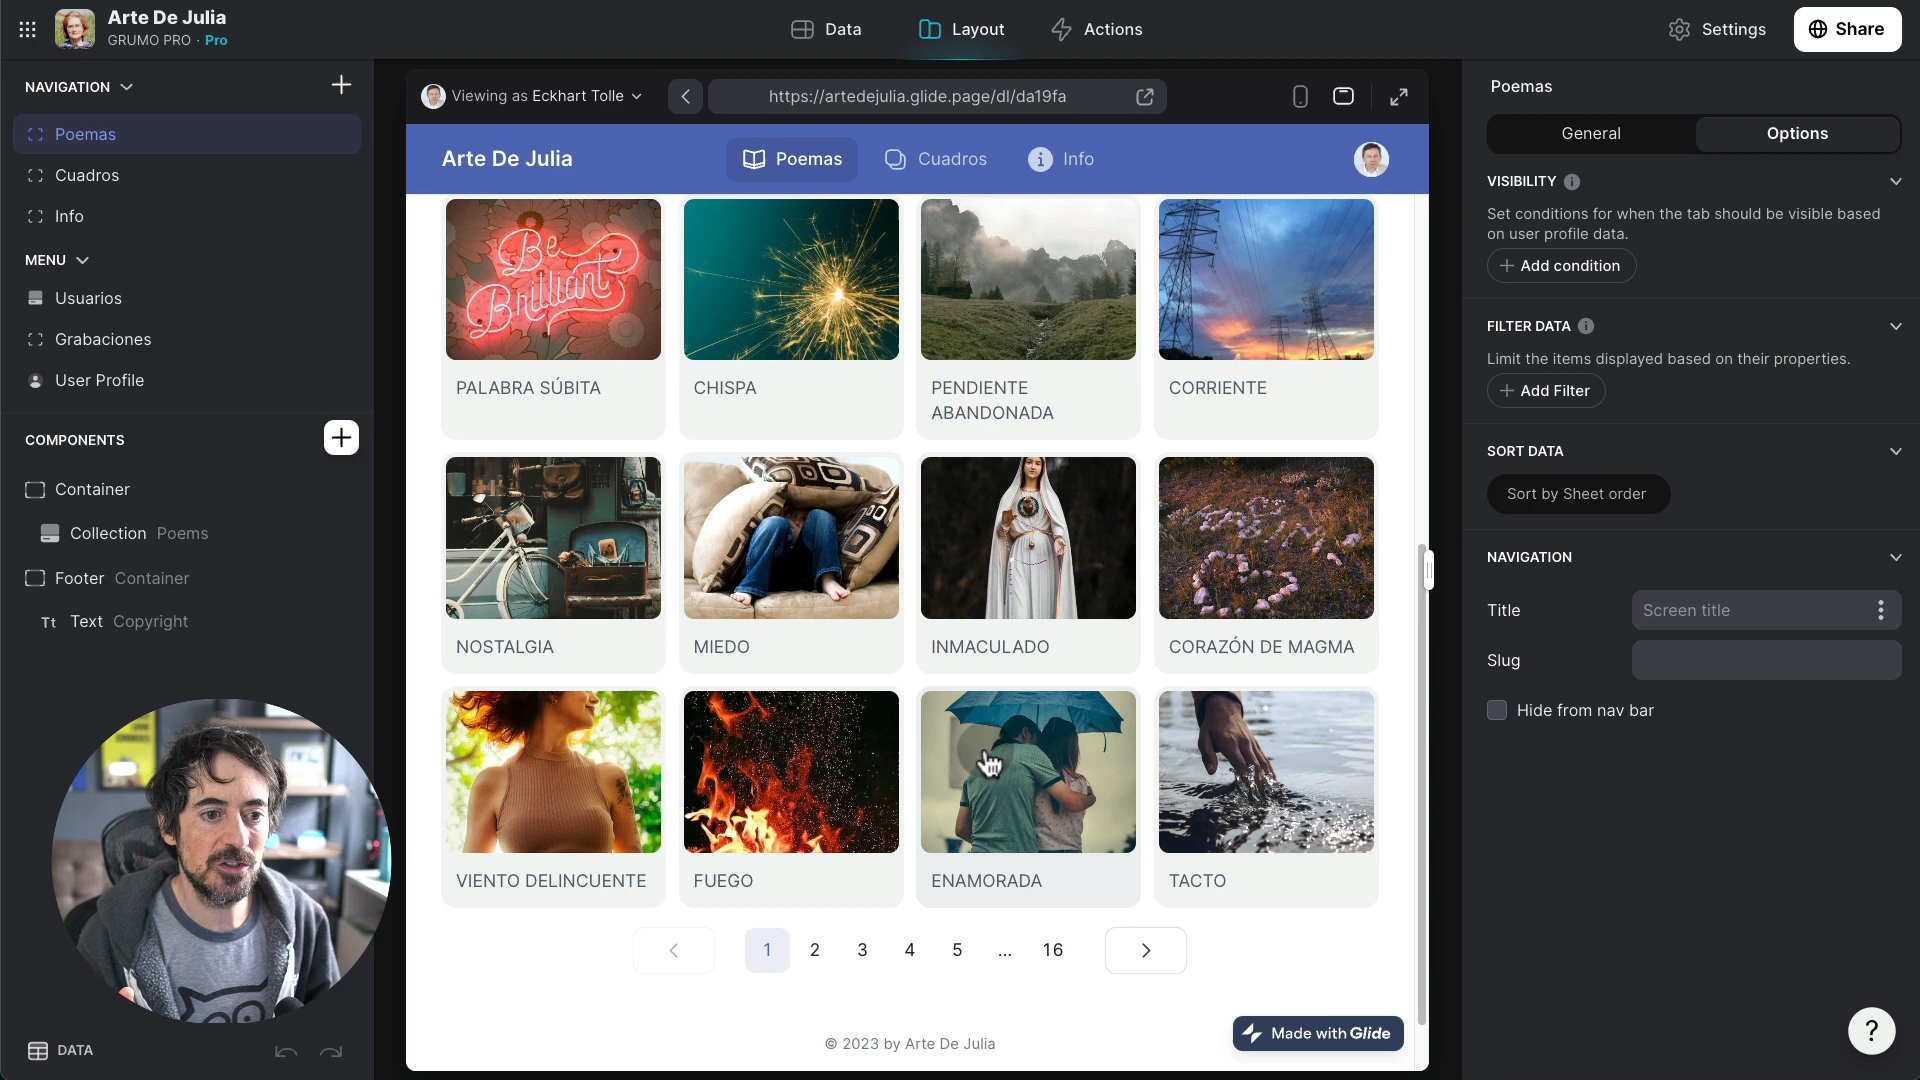 Arte De Julia
GRUMO PRO · Pro
Data
Layout
Actions
Settings
Share
NAVIGATION
Poemas
Cuadros
Info
MENU
Usuarios
Grabaciones
User Profile
COMPONENTS
Container
Collection Poems
Footer Container
Tt Text Copyright
DATA
Viewing as Eckhart Tolle
https://artedejulia.glide.page/dl/da19fa
Arte De Julia
Poemas
Cuadros
Info
Be
Brilliant
PALABRA SÚBITA
CHISPA
PENDIENTE
ABANDONADA
CORRIENTE
NOSTALGIA
MIEDO
INMACULADO
CORAZÓN DE MAGMA
VIENTO DELINCUENTE
FUEGO
ENAMORADA
TACTO
1 2 3 4 5 ... 16
© 2023 by Arte De Julia
Made with Glide
Poemas
General
Options
VISIBILITY
Set conditions for when the tab should be visible based
on user profile data.
Add condition
FILTER DATA
Limit the items displayed based on their properties.
Add Filter
SORT DATA
Sort by Sheet order
NAVIGATION
Title
Screen title
Slug
Hide from nav bar
?